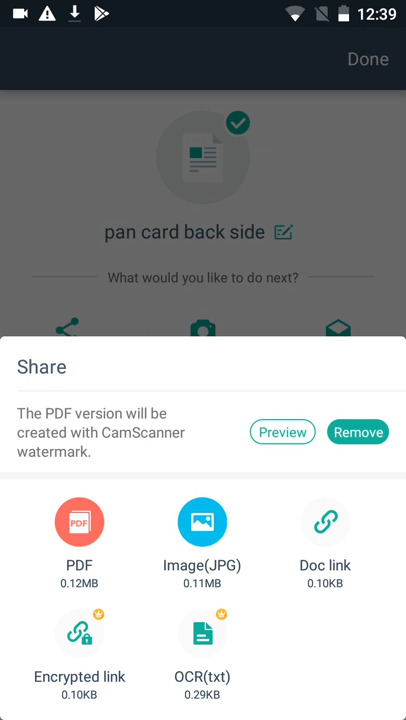 12:39
Done
pan card back side
What would you like to do next?
Share
The PDF version will be
created with CamScanner
watermark.
Preview
Remove
PDF
PDF
0.12MB
Image(JPG)
0.11MB
Doc link
0.10KB
Encrypted link
0.10KB
OCR(txt)
0.29KB